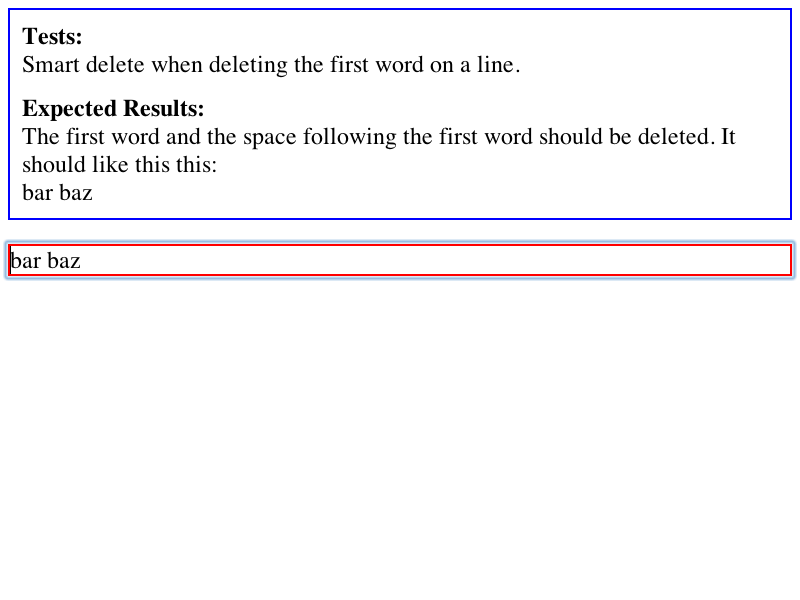 Tests:
Smart delete when deleting the first word on a line.
Expected Results:
The first word and the space following the first word should be deleted. It
should like this this:
bar baz
bar baz